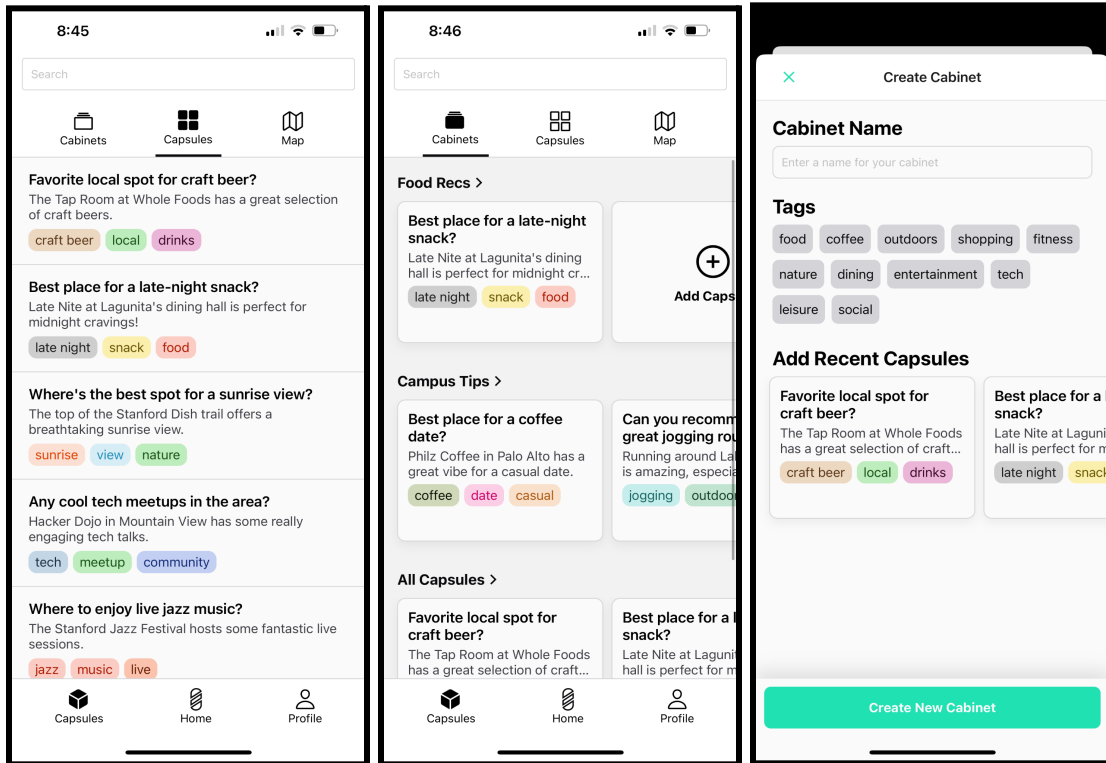 8:45
Search
Cabinets
Capsules
Map
Favorite local spot for craft beer?
The Tap Room at Whole Foods has a great selection
of craft beers.
craft beer local drinks
Best place for a late-night snack?
Late Nite at Lagunita's dining hall is perfect for
midnight cravings!
late night snack food
Where's the best spot for a sunrise view?
The top of the Stanford Dish trail offers a
breathtaking sunrise view.
sunrise view nature
Any cool tech meetups in the area?
Hacker Dojo in Mountain View has some really
engaging tech talks.
tech meetup community
Where to enjoy live jazz music?
The Stanford Jazz Festival hosts some fantastic live
sessions.
jazz music live
Capsules
Home
Profile
8:46
Search
Cabinets
Capsules
Map
Food Recs >
Best place for a late-night
snack?
Late Nite at Lagunita's dining
hall is perfect for midnight cr...
late night snack food
Add Caps
Campus Tips >
Best place for a coffee
date?
Philz Coffee in Palo Alto has a
great vibe for a casual date.
coffee date casual
Can you recomm
great jogging rou
Running around La
is amazing, especia
jogging outdoor
All Capsules >
Favorite local spot for
craft beer?
The Tap Room at Whole Foods
has a great selection of craft...
Best place for a l
snack?
Late Nite at Lagunit
hall is perfect for m
Capsules
Home
Profile
Create Cabinet
Cabinet Name
Enter a name for your cabinet
Tags
food coffee outdoors shopping fitness
nature dining entertainment tech
leisure social
Add Recent Capsules
Favorite local spot for
craft beer?
The Tap Room at Whole Foods
has a great selection of craft...
craft beer local drinks
Best place for a
snack?
Late Nite at Laguni
hall is perfect for m
late night snack
Create New Cabinet